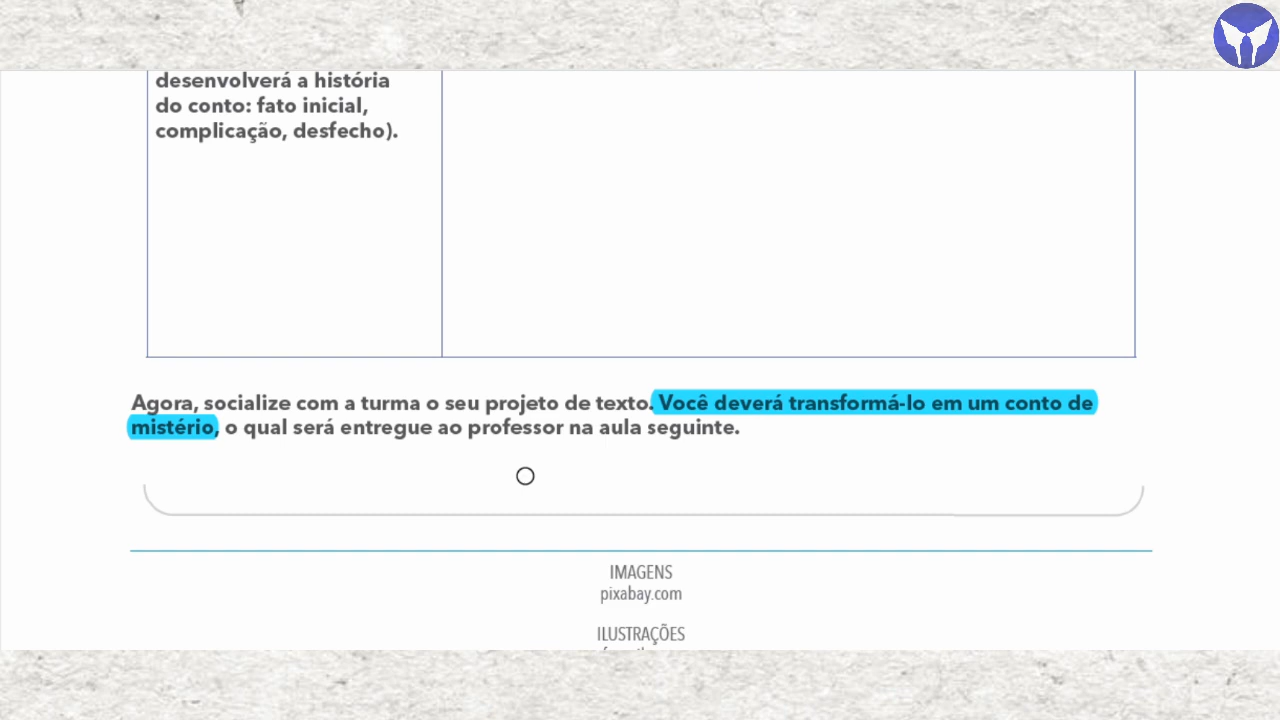 desenvolverá a história
do conto: fato inicial,
complicação, desfecho).
Agora, socialize com a turma o seu projeto de texto. Você deverá transformá-lo em um conto de
mistério, o qual será entregue ao professor na aula seguinte.
IMAGENS
pixabay.com
ILUSTRAÇÕES